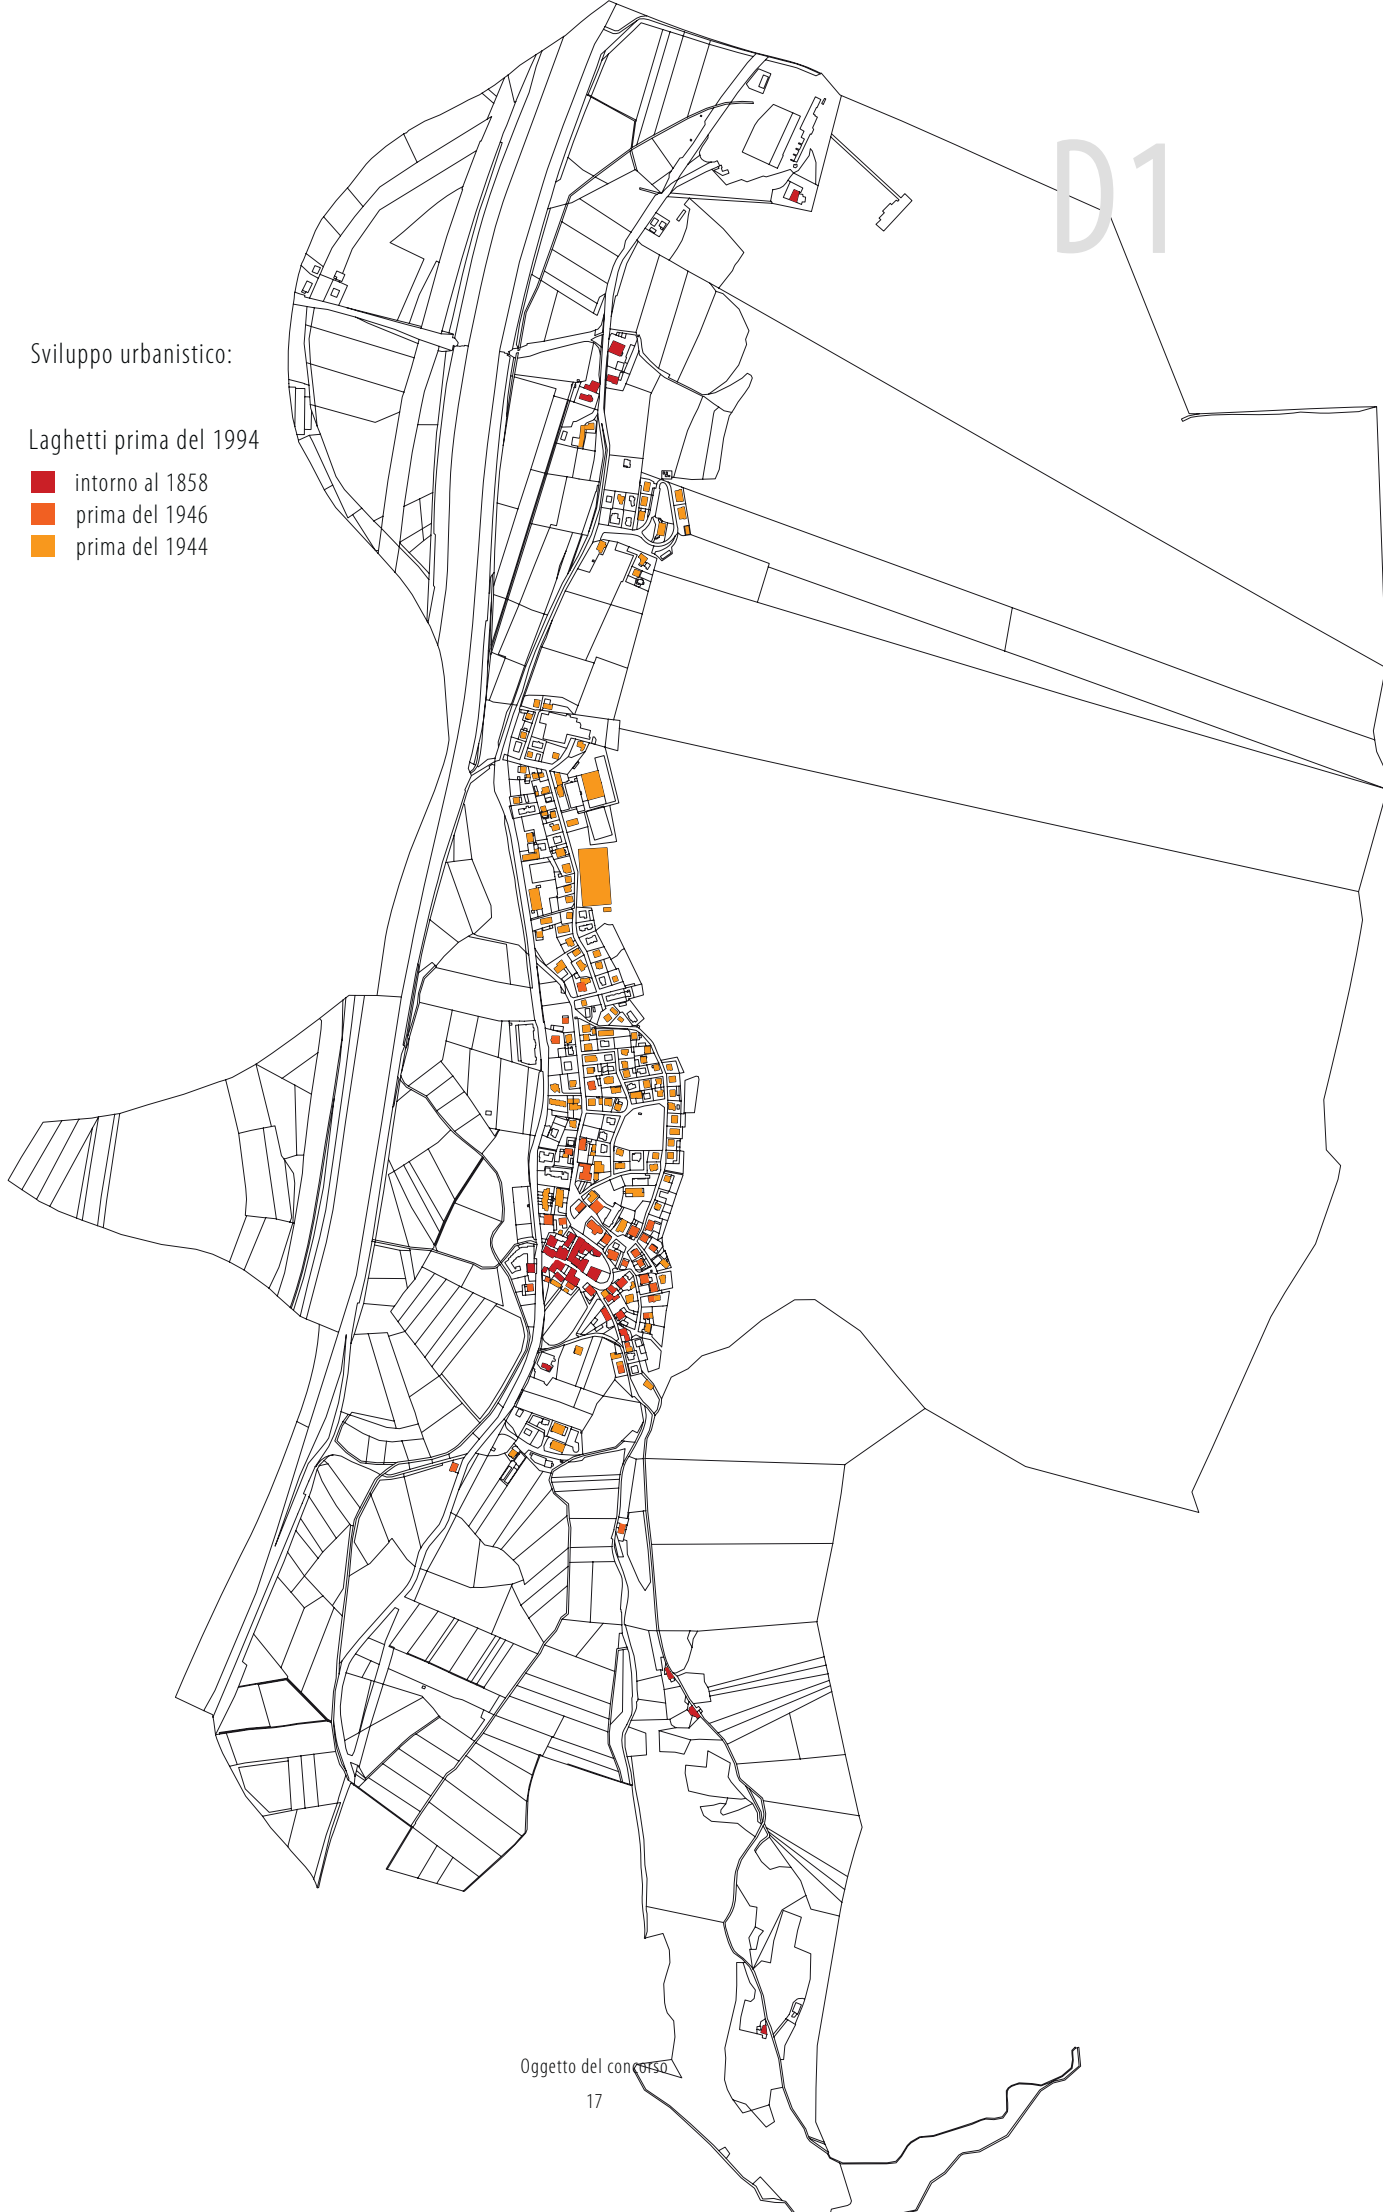 D1
Sviluppo urbanistico:
Laghetti prima del 1994
intorno al 1858
prima del 1946
prima del 1944
Oggetto del concorso
17